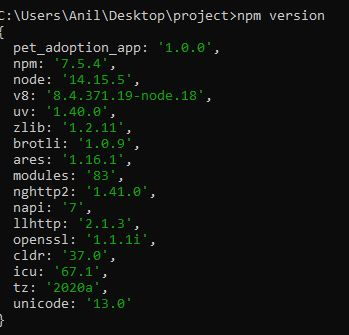 C:\Users\Anil\Desktop\project>npm version
{
  pet_adoption_app: '1.0.0',
  npm: '7.5.4',
  node: '14.15.5',
  v8: '8.4.371.19-node.18',
  uv: '1.40.0',
  zlib: '1.2.11',
  brotli: '1.0.9',
  ares: '1.16.1',
  modules: '83',
  nghttp2: '1.41.0',
  napi: '7',
  llhttp: '2.1.3',
  openssl: '1.1.1i',
  cldr: '37.0',
  icu: '67.1',
  tz: '2020a',
  unicode: '13.0'
}